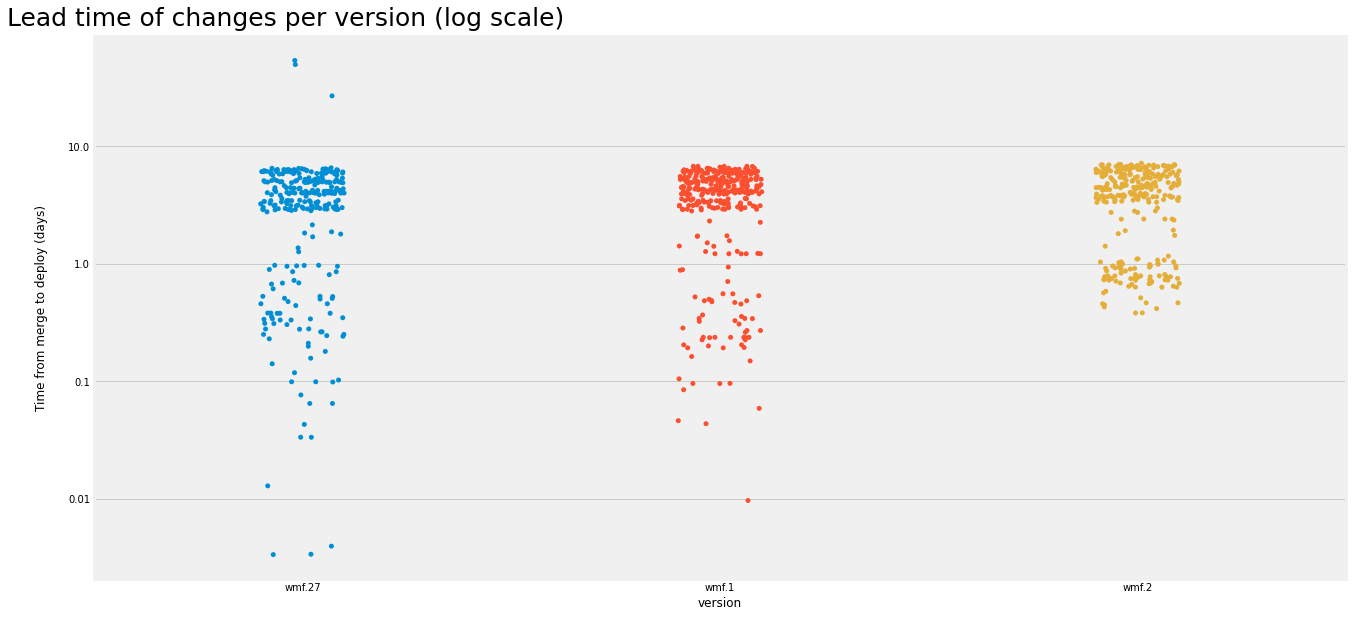 Lead time of changes per version (log scale)
Time from merge to deploy (days)
10.0
1.0
0.1
0.01
wmf.27
wmf.1
wmf.2
version